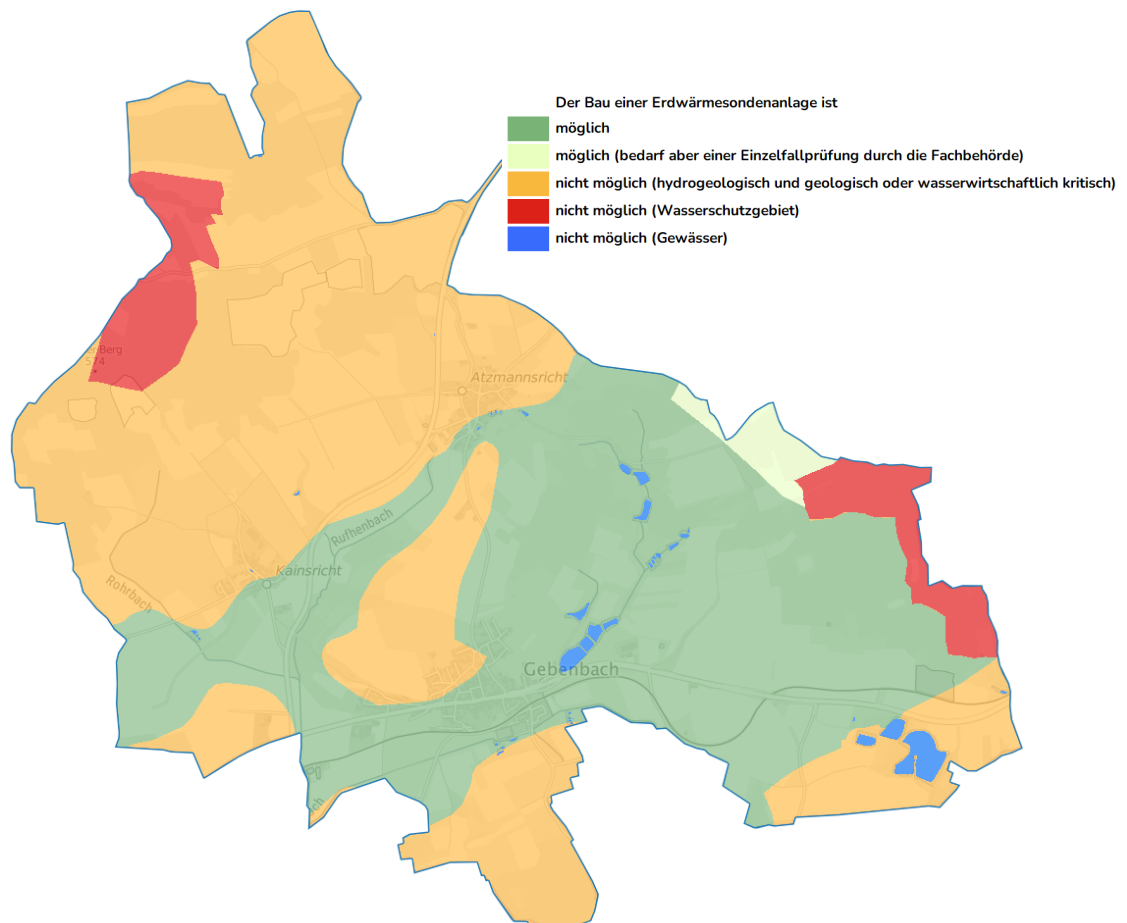 Der Bau einer Erdwärmesondenanlage ist
möglich
möglich (bedarf aber einer Einzelfallprüfung durch die Fachbehörde)
nicht möglich (hydrogeologisch und geologisch oder wasserwirtschaftlich kritisch)
nicht möglich (Wasserschutzgebiet)
nicht möglich (Gewässer)
Berg
574
Atzmannsricht
Kainsricht
Rohrbach
Gebenbach